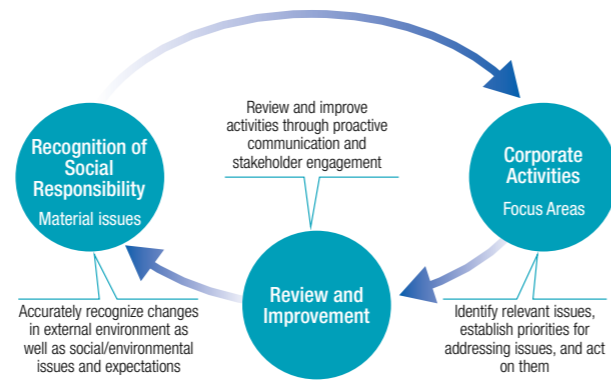 Review and improve
activities through proactive
communication and
stakeholder engagement
Recognition of
Social
Responsibility
Material issues
Corporate
Activities
Focus Areas
Review and
Improvement
Accurately recognize changes
in external environment as
well as social/environmental
issues and expectations
Identify relevant issues,
establish priorities for
addressing issues, and act
on them